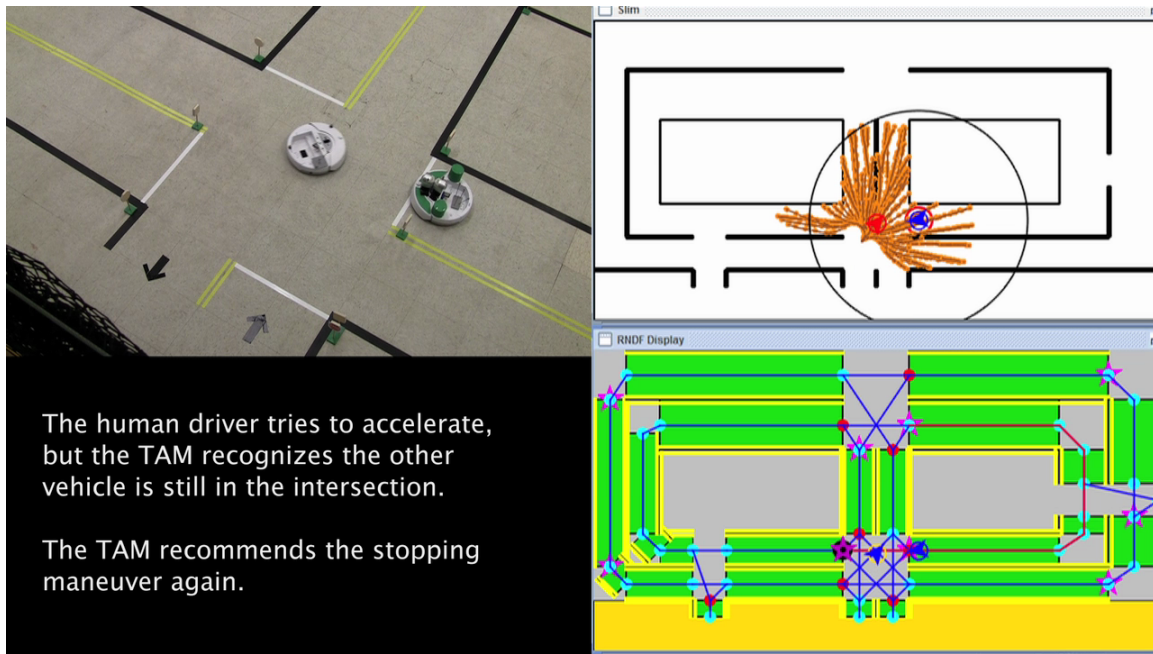 Slim
RNDF Display
The human driver tries to accelerate,
but the TAM recognizes the other
vehicle is still in the intersection.
The TAM recommends the stopping
maneuver again.